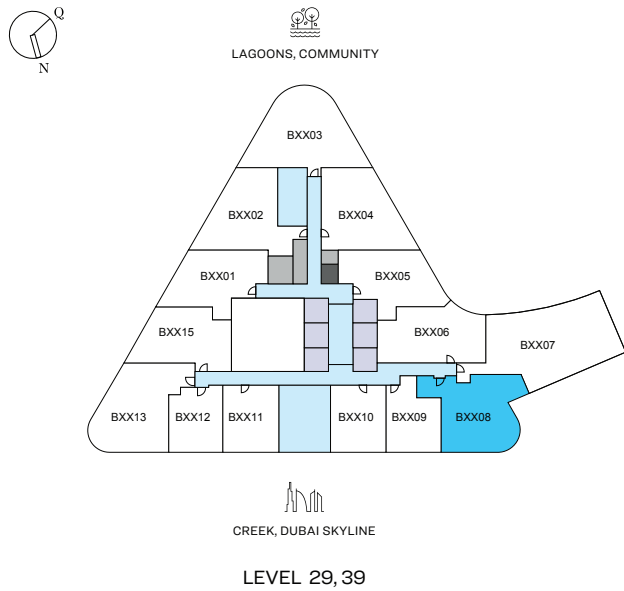 Q
N
LAGOONS, COMMUNITY
BXX03
BXX02
BXX04
BXX01
BXX05
BXX15
BXX06
BXX07
BXX13
BXX12
BXX11
BXX10
BXX09
BXX08
CREEK, DUBAI SKYLINE
LEVEL 29, 39